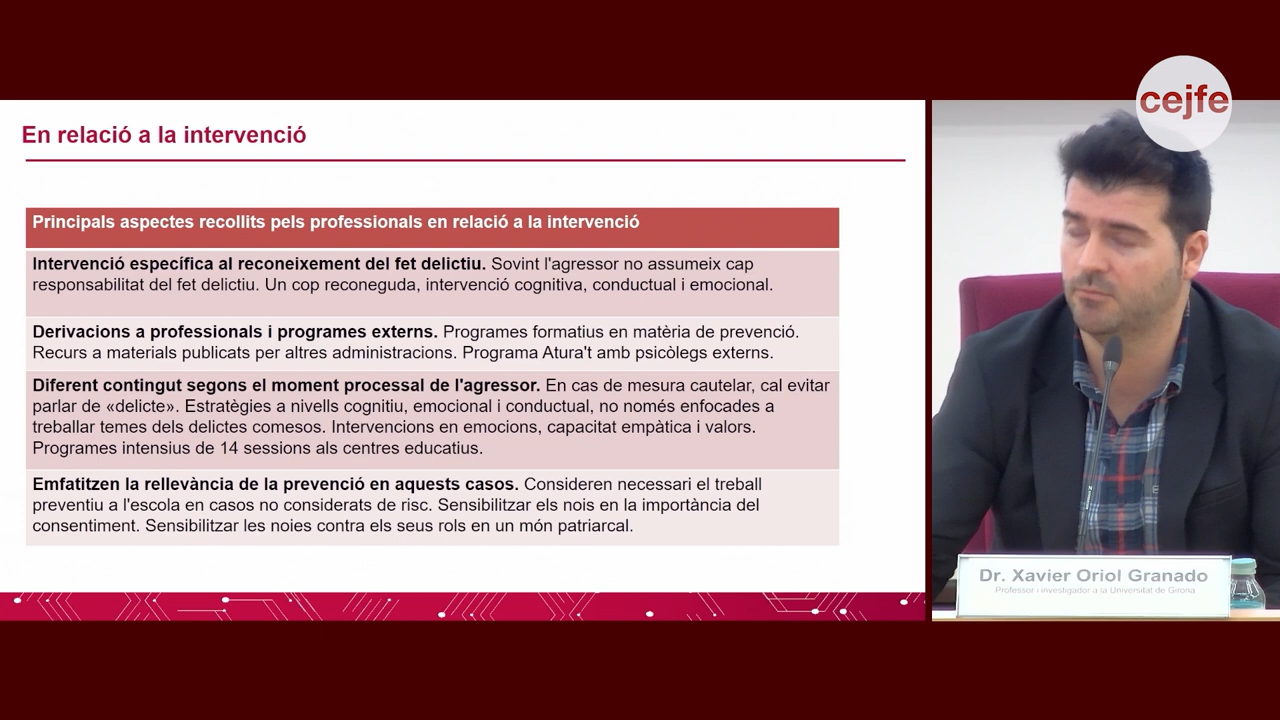 cejfe
En relació a la intervenció
Principals aspectes recollits pels professionals en relació a la intervenció
Intervenció específica al reconeixement del fet delictiu. Sovint l'agressor no assumeix cap
responsabilitat del fet delictiu. Un cop reconeguda, intervenció cognitiva, conductual i emocional.
Derivacions a professionals i programes externs. Programes formatius en matèria de prevenció.
Recurs a materials publicats per altres administracions. Programa Atura't amb psicòlegs externs.
Diferent contingut segons el moment processal de l'agressor. En cas de mesura cautelar, cal evitar
parlar de «delicte». Estratègies a nivells cognitiu, emocional i conductual, no només enfocades a
treballar temes dels delictes comesos. Intervencions en emocions, capacitat empàtica i valors.
Programes intensius de 14 sessions als centres educatius.
Emfatitzen la rellevància de la prevenció en aquests casos. Consideren necessari el treball
preventiu a l'escola en casos no considerats de risc. Sensibilitzar els nois en la importància del
consentiment. Sensibilitzar les noies contra els seus rols en un món patriarcal.
Dr. Xavier Oriol Granado
Professor i investigador a la Universitat de Girona